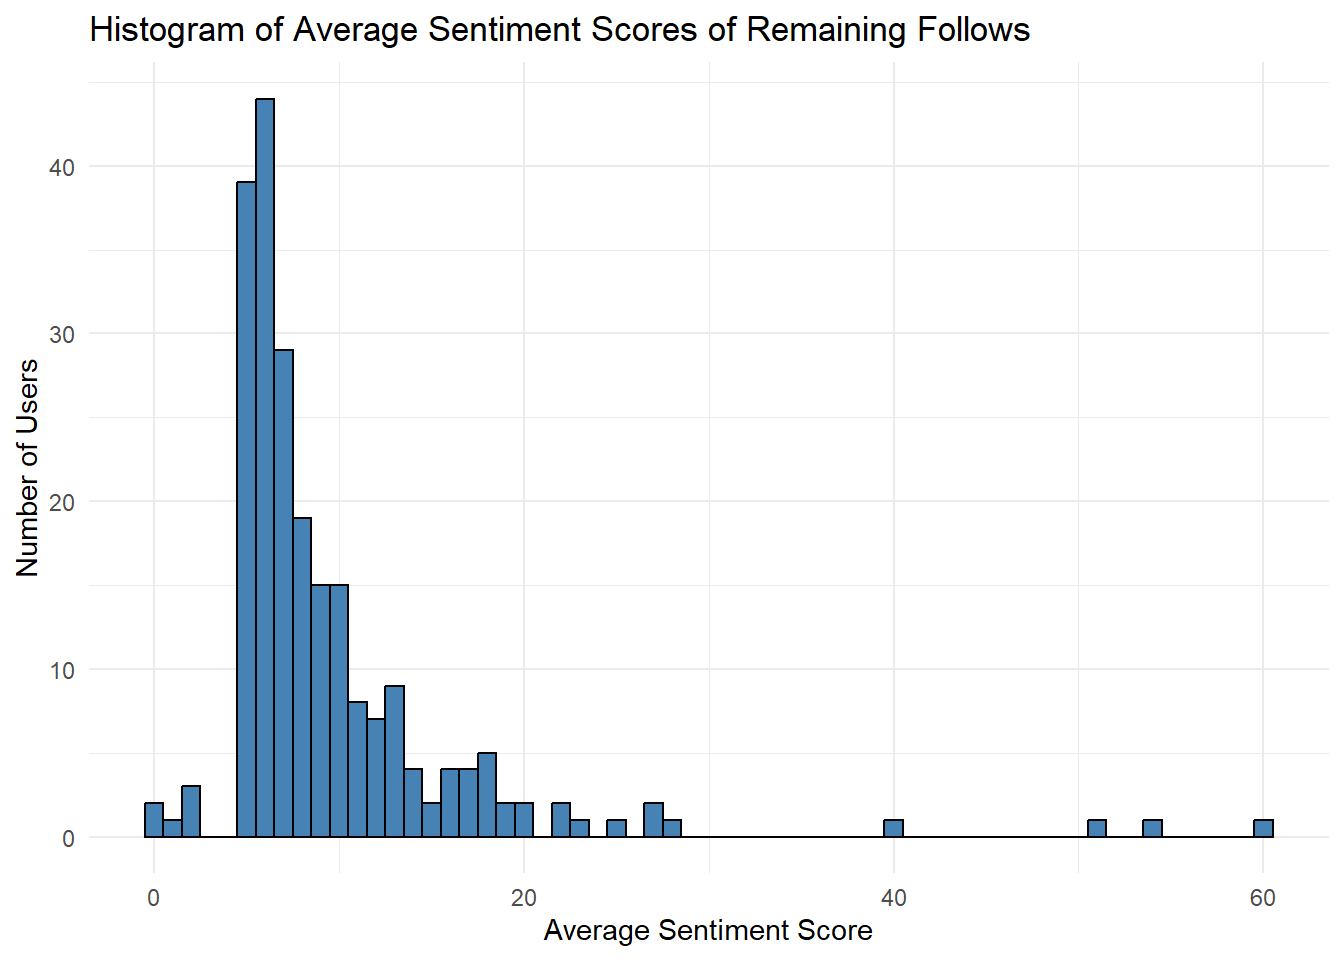 Histogram of Average Sentiment Scores of Remaining Follows
Number of Users
40
30
20
10
0
0 20 40 60
Average Sentiment Score